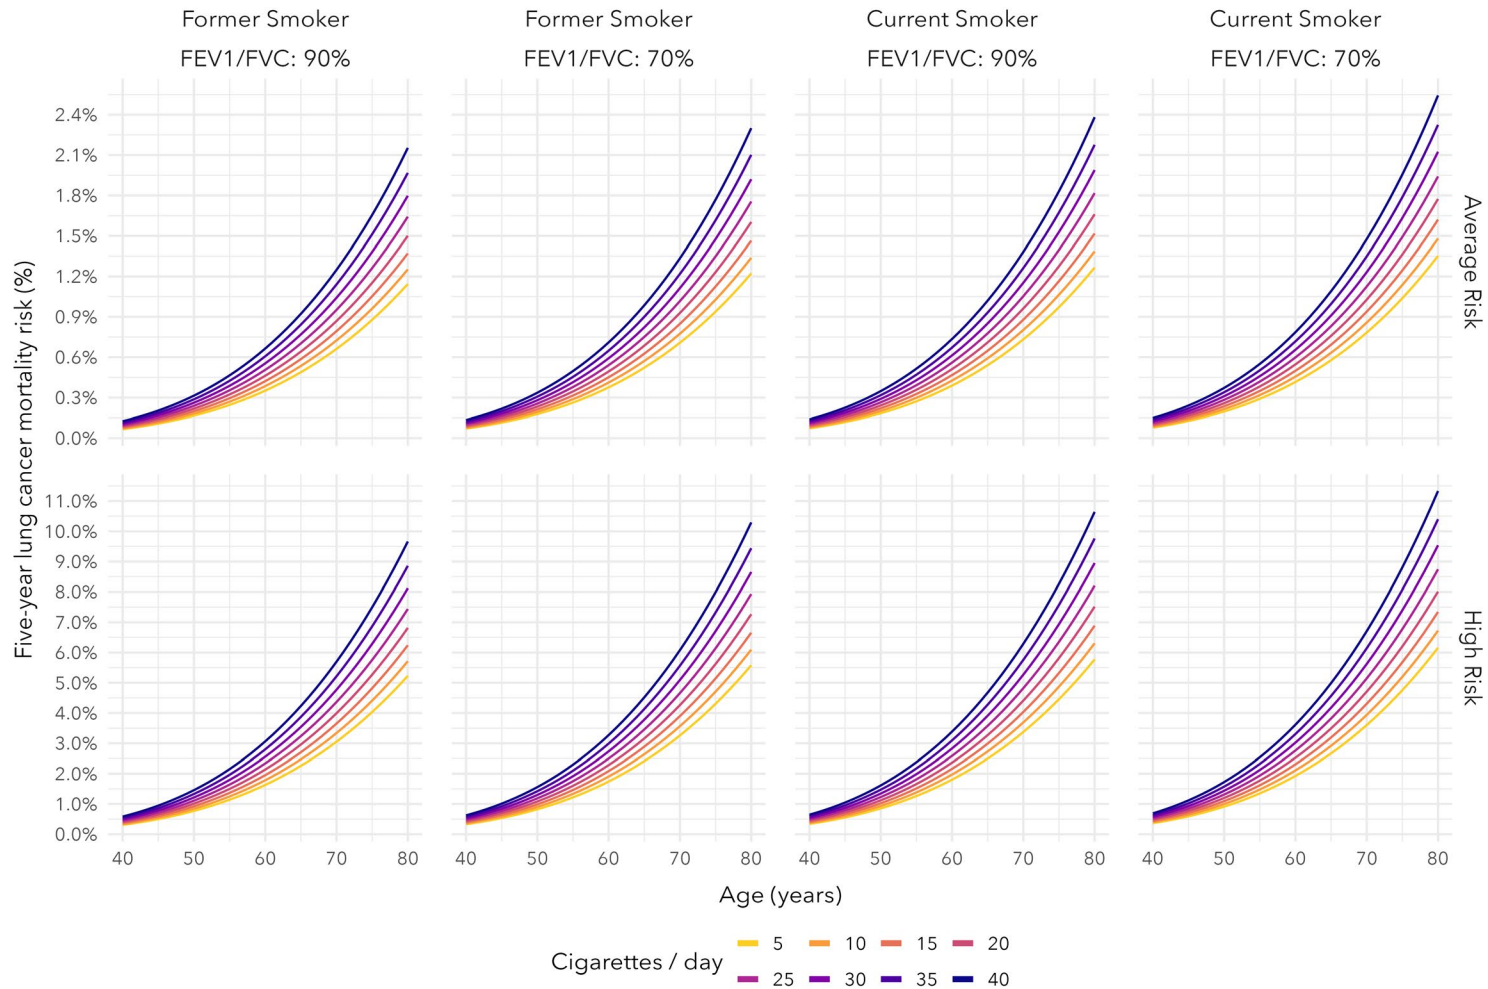 Former Smoker Former Smoker Current Smoker Current Smoker
FEV1/FVC: 90% FEV1/FVC: 70% FEV1/FVC: 90% FEV1/FVC: 70%
2.4%
2.1%
1.8%
1.5%
1.2%
0.9%
0.6%
0.3%
0.0%
Average Risk
Five-year lung cancer mortality risk (%)
11.0%
10.0%
9.0%
8.0%
7.0%
6.0%
5.0%
4.0%
3.0%
2.0%
1.0%
0.0%
High Risk
40 50 60 70 80 40 50 60 70 80 40 50 60 70 80 40 50 60 70 80
Age (years)
Cigarettes / day
5 10 15 20
25 30 35 40